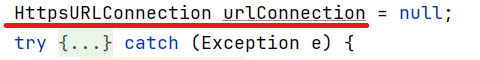 HttpsURLConnection urlConnection = null;
try {...} catch (Exception e) {